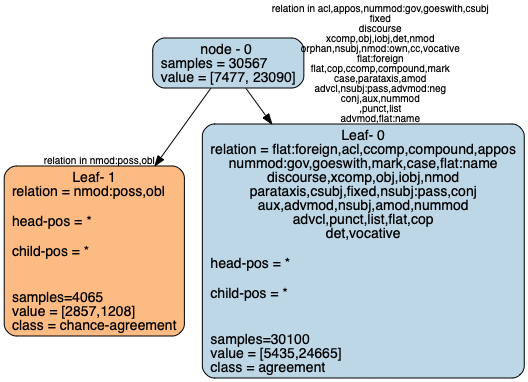 relation in acl,appos,nummod:gov,goeswith,csubj
fixed
discourse
xcomp,obj,iobj,det,nmod
orphan,nsubj,nmod:own,cc,vocative
flat:foreign
flat,cop,ccomp,compound,mark
case,parataxis,amod
advcl,nsubj:pass,advmod:neg
conj,aux,nummod
,punct,list
advmod,flat:name
node - 0
samples = 30567
value = [7477, 23090]
relation in nmod:poss,obl
Leaf- 1
relation = nmod:poss,obl
head-pos = *
child-pos = *
samples=4065
value = [2857,1208]
class = chance-agreement
Leaf- 0
relation = flat:foreign,acl,ccomp,compound,appos
nummod:gov,goeswith,mark,case,flat:name
discourse,xcomp,obj,iobj,nmod
parataxis,csubj,fixed,nsubj:pass,conj
aux,advmod,nsubj,amod,nummod
advcl,punct,list,flat,cop
det,vocative
head-pos = *
child-pos = *
samples=30100
value = [5435,24665]
class = agreement